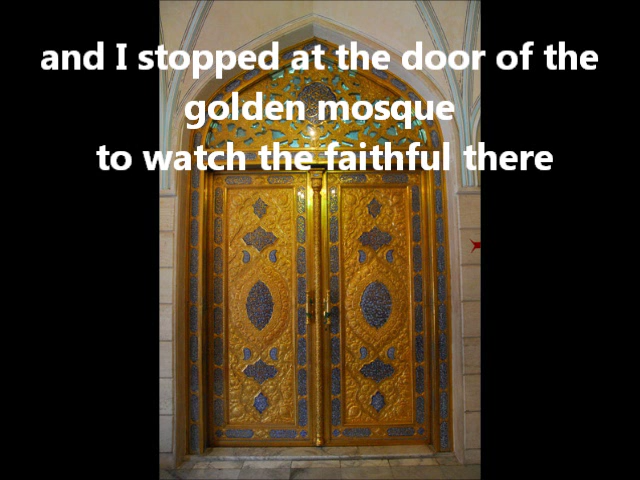 and I stopped at the door of the
golden mosque
to watch the faithful there